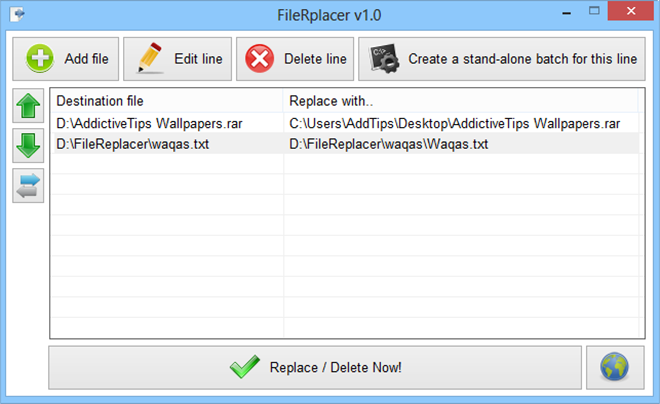 FileRplacer v1.0
Add file Edit line Delete line Create a stand-alone batch for this line
Destination file Replace with..
D:\AddictiveTips Wallpapers.rar C:\Users\AddTips\Desktop\AddictiveTips Wallpapers.rar
D:\FileReplacer\waqas.txt D:\FileReplacer\waqas\Waqas.txt
Replace / Delete Now!